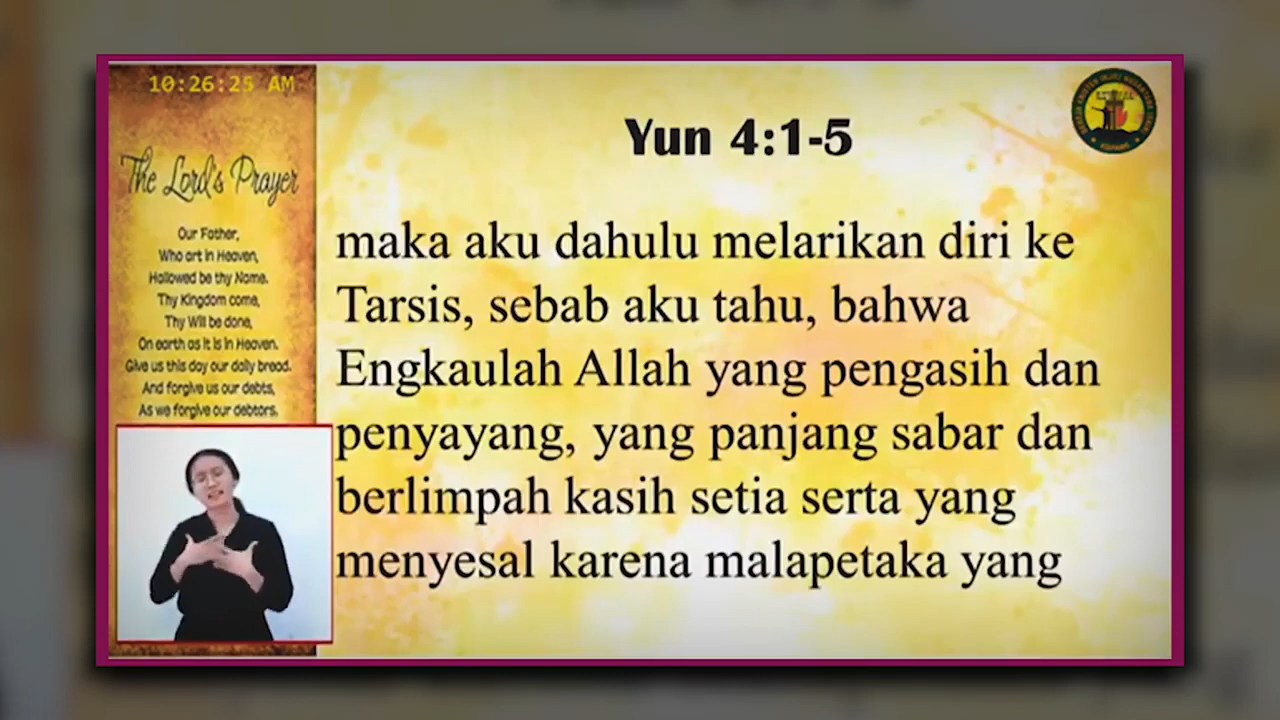 10:26:25 AM
The Lord's Prayer
Our Father,
Who art in Heaven,
Hallowed be thy Name.
Thy Kingdom come,
Thy Will be done,
On earth as it is in Heaven.
Give us this day our daily bread.
And forgive us our debts,
As we forgive our debtors.
Yun 4:1-5
maka aku dahulu melarikan diri ke
Tarsis, sebab aku tahu, bahwa
Engkaulah Allah yang pengasih dan
penyayang, yang panjang sabar dan
berlimpah kasih setia serta yang
menyesal karena malapetaka yang